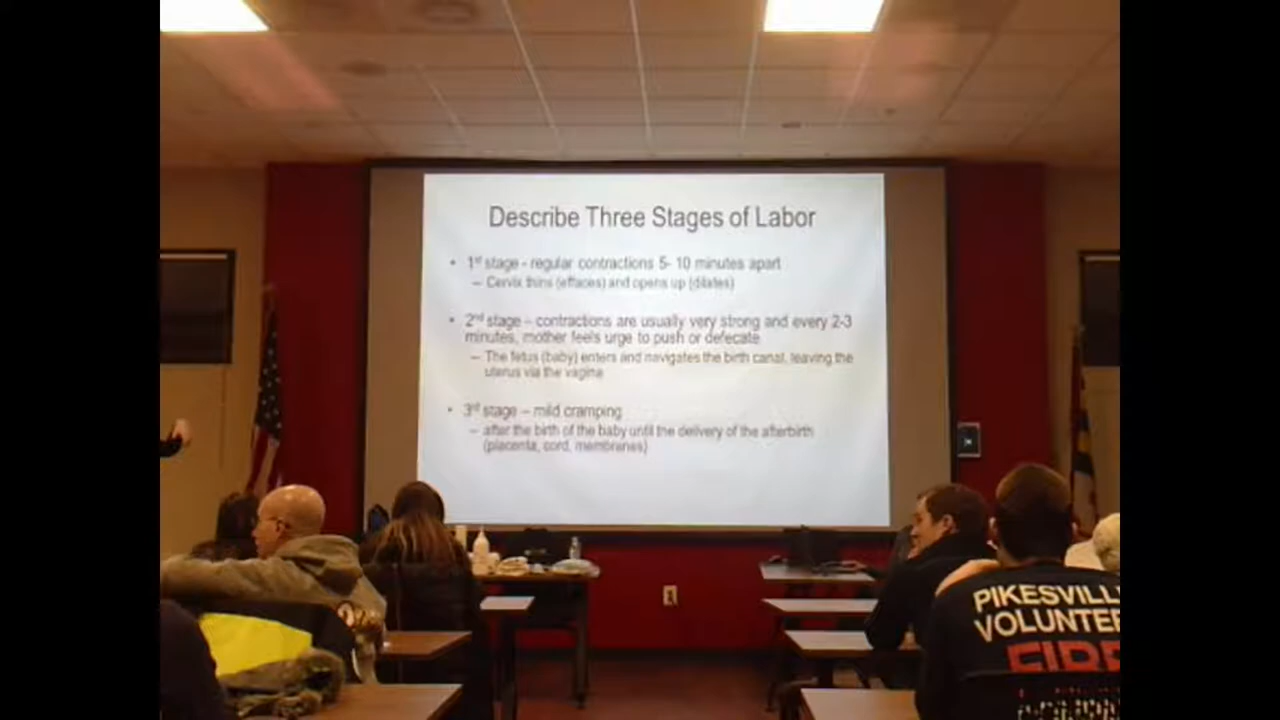 Describe Three Stages of Labor
• 1st stage - regular contractions 5- 10 minutes apart
– Cervix thins (effaces) and opens up (dilates)
• 2nd stage – contractions are usually very strong and every 2-3
minutes, mother feels urge to push or defecate
– The fetus (baby) enters and navigates the birth canal, leaving the
uterus via the vagina
• 3rd stage – mild cramping
– after the birth of the baby until the delivery of the afterbirth
(placenta, cord, membranes)
PIKESVILL
VOLUNTEE
FIRE